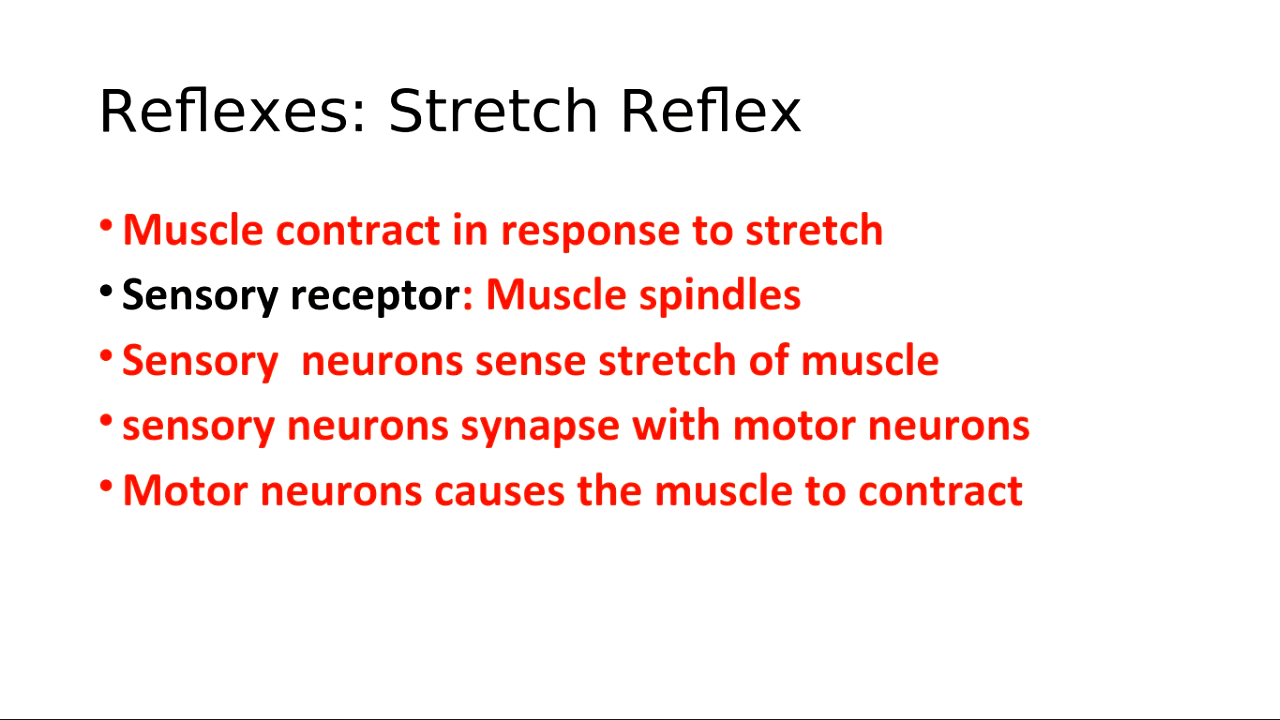 Reflexes: Stretch Reflex
• Muscle contract in response to stretch
• Sensory receptor: Muscle spindles
• Sensory  neurons sense stretch of muscle
• sensory neurons synapse with motor neurons
• Motor neurons causes the muscle to contract